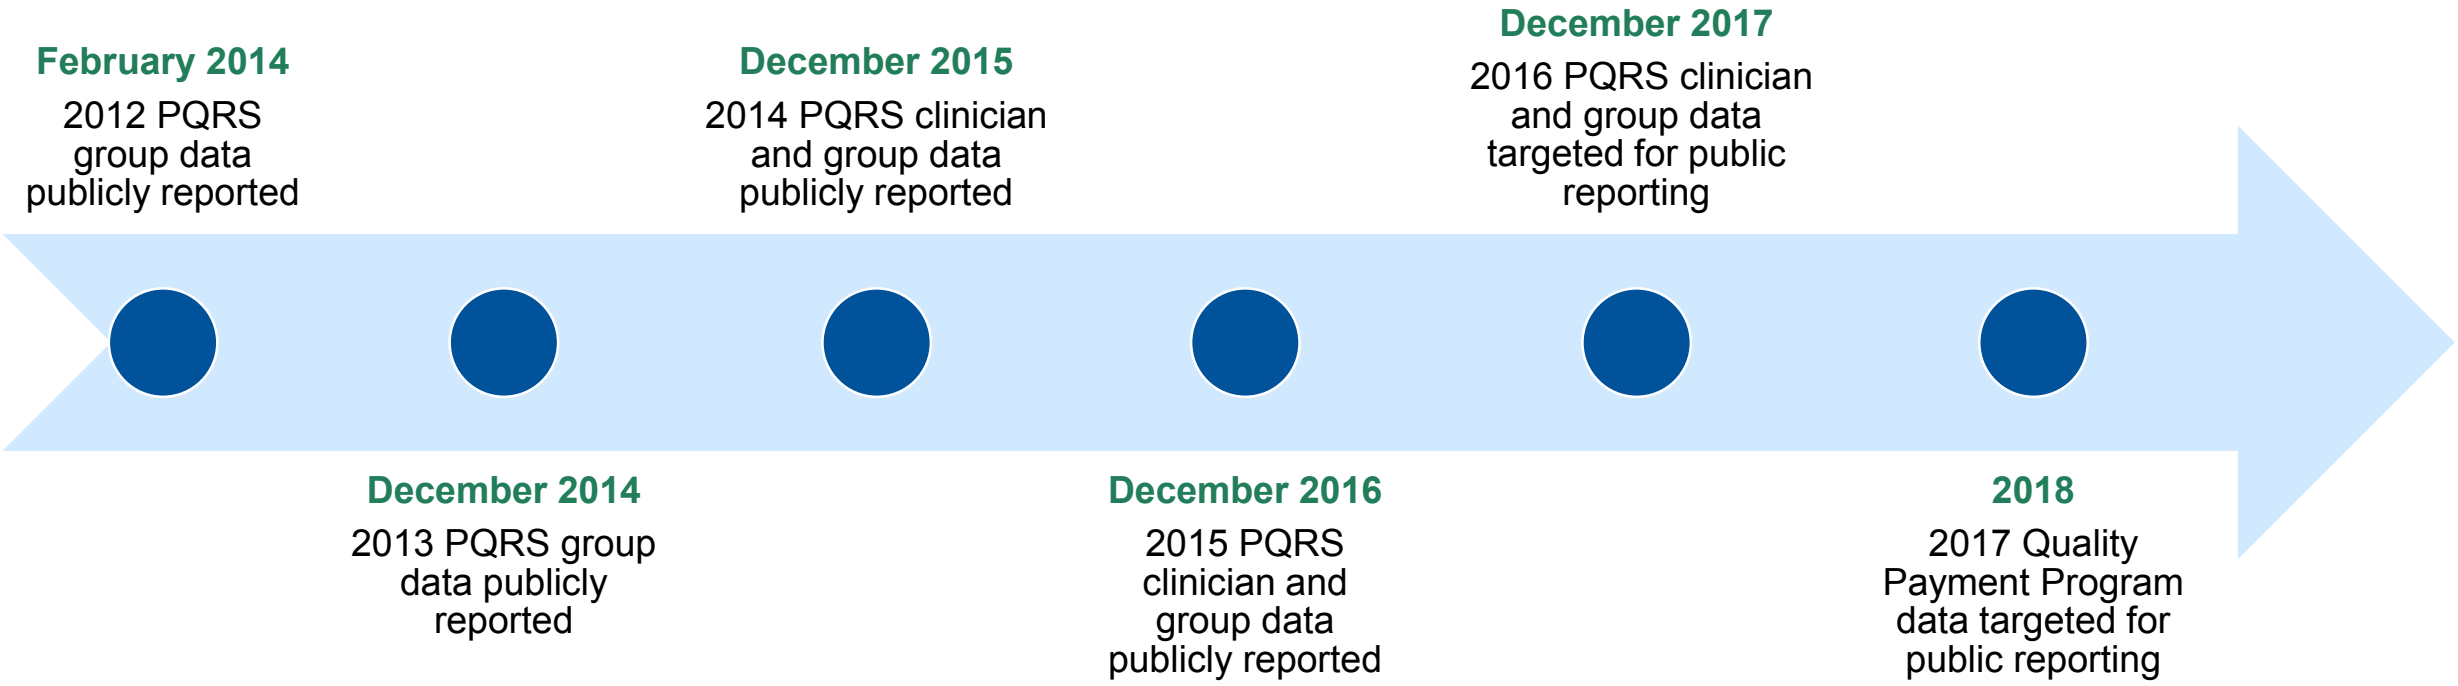 February 2014
2012 PQRS
group data
publicly reported
December 2014
2013 PQRS group
data publicly
reported
December 2015
2014 PQRS clinician
and group data
publicly reported
December 2016
2015 PQRS
clinician and
group data
publicly reported
December 2017
2016 PQRS clinician
and group data
targeted for public
reporting
2018
2017 Quality
Payment Program
data targeted for
public reporting